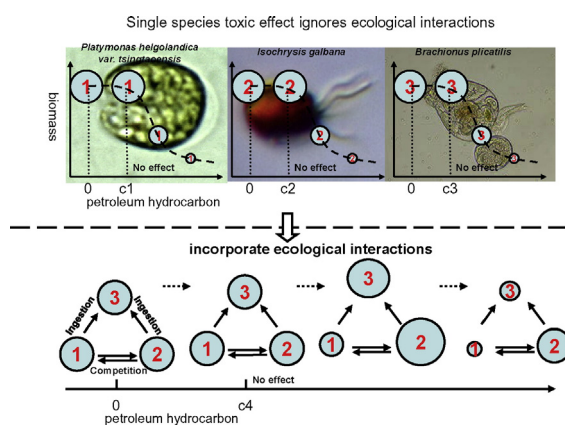 Single species toxic effect ignores ecological interactions
Platymonas helgolandica
var. tsingtaoensis
Isochrysis galbana
Brachionus plicatilis
biomass
1 1 1
2 2 2
3 3 3
No effect No effect No effect
0 c1 0 c2 0 c3
petroleum hydrocarbon
incorporate ecological interactions
Ingestion Ingestion
3 3 3 3
1 2 1 2 1 2 1 2
Competition
No effect
0 c4
petroleum hydrocarbon